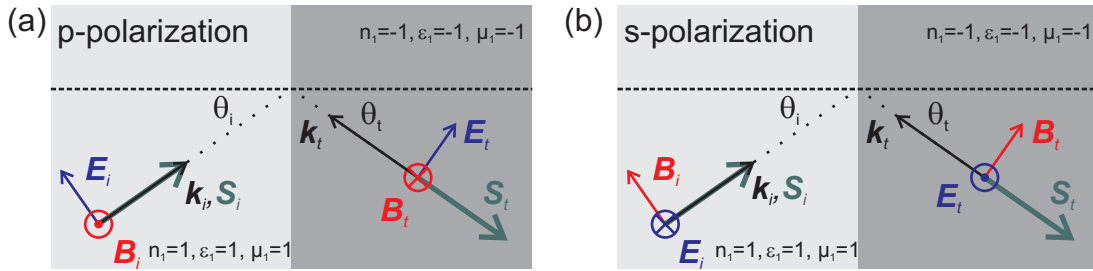 (a)
p-polarization
n₁=-1, ε₁=-1, μ₁=-1
θᵢ
θₜ
kₜ
Eₜ
Eᵢ
kᵢ, Sᵢ
Bₜ
Sₜ
Bᵢ
n₁=1, ε₁=1, μ₁=1
(b)
s-polarization
n₁=-1, ε₁=-1, μ₁=-1
θᵢ
θₜ
kₜ
Bₜ
Bᵢ
kᵢ, Sᵢ
Eₜ
Sₜ
Eᵢ
n₁=1, ε₁=1, μ₁=1